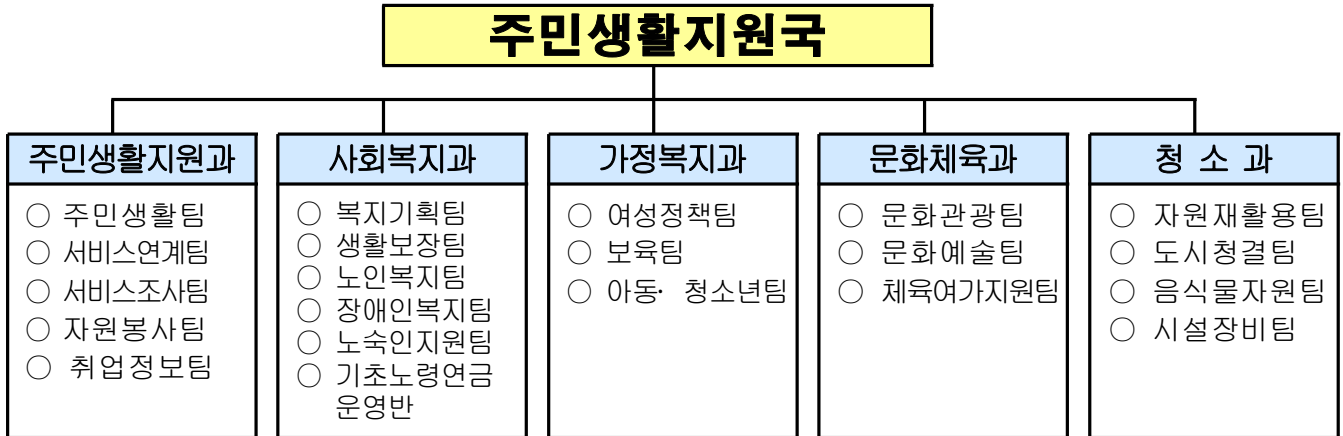 주민생활지원국
주민생활지원과
○ 주민생활팀
○ 서비스연계팀
○ 서비스조사팀
○ 자원봉사팀
○ 취업정보팀
사회복지과
○ 복지기획팀
○ 생활보장팀
○ 노인복지팀
○ 장애인복지팀
○ 노숙인지원팀
○ 기초노령연금
운영반
가정복지과
○ 여성정책팀
○ 보육팀
○ 아동· 청소년팀
문화체육과
○ 문화관광팀
○ 문화예술팀
○ 체육여가지원팀
청 소 과
○ 자원재활용팀
○ 도시청결팀
○ 음식물자원팀
○ 시설장비팀